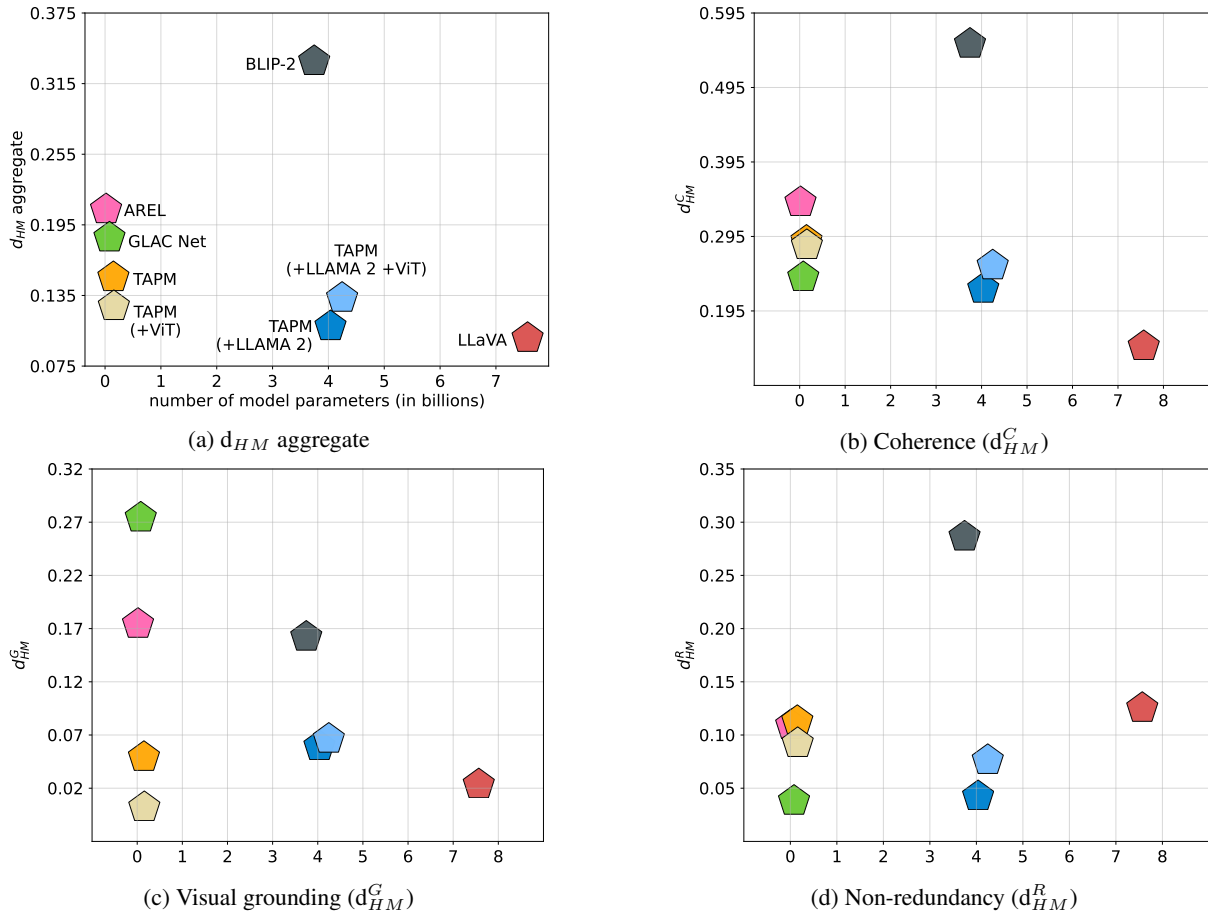 0.375
0.315
0.255
0.195
0.135
0.075
d_HM aggregate
BLIP-2
AREL
GLAC Net
TAPM
TAPM
(+ViT)
TAPM
(+LLAMA 2 +ViT)
TAPM
(+LLAMA 2)
LLaVA
0 1 2 3 4 5 6 7
number of model parameters (in billions)
(a) d_HM aggregate
0.595
0.495
0.395
0.295
0.195
d^C_HM
0 1 2 3 4 5 6 7 8
(b) Coherence (d^C_HM)
0.32
0.27
0.22
0.17
0.12
0.07
0.02
d^G_HM
0 1 2 3 4 5 6 7 8
(c) Visual grounding (d^G_HM)
0.35
0.30
0.25
0.20
0.15
0.10
0.05
d^R_HM
0 1 2 3 4 5 6 7 8
(d) Non-redundancy (d^R_HM)